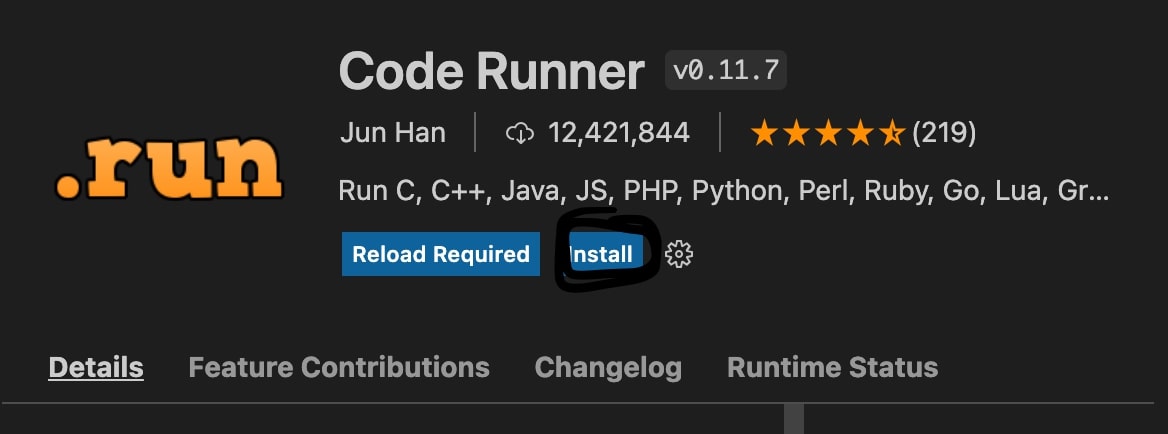 .run
Code Runner v0.11.7
Jun Han 12,421,844 (219)
Run C, C++, Java, JS, PHP, Python, Perl, Ruby, Go, Lua, Gr...
Reload Required Install
Details Feature Contributions Changelog Runtime Status